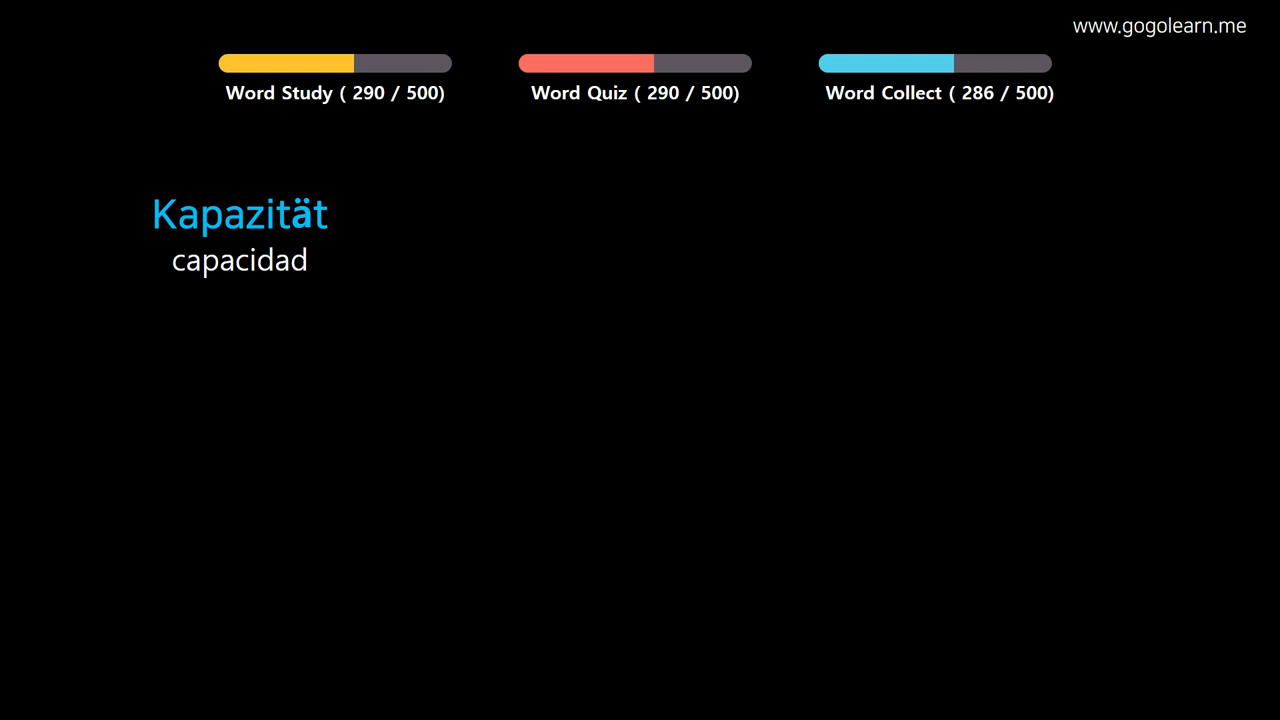 www.gogolearn.me
Word Study ( 290 / 500)
Word Quiz ( 290 / 500)
Word Collect ( 286 / 500)
Kapazität
capacidad